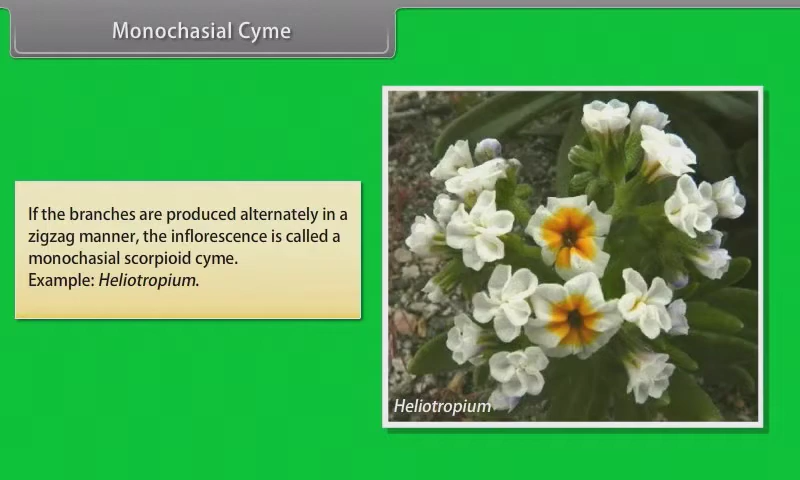 Monochasial Cyme
If the branches are produced alternately in a
zigzag manner, the inflorescence is called a
monochasial scorpioid cyme.
Example: Heliotropium.
Heliotropium